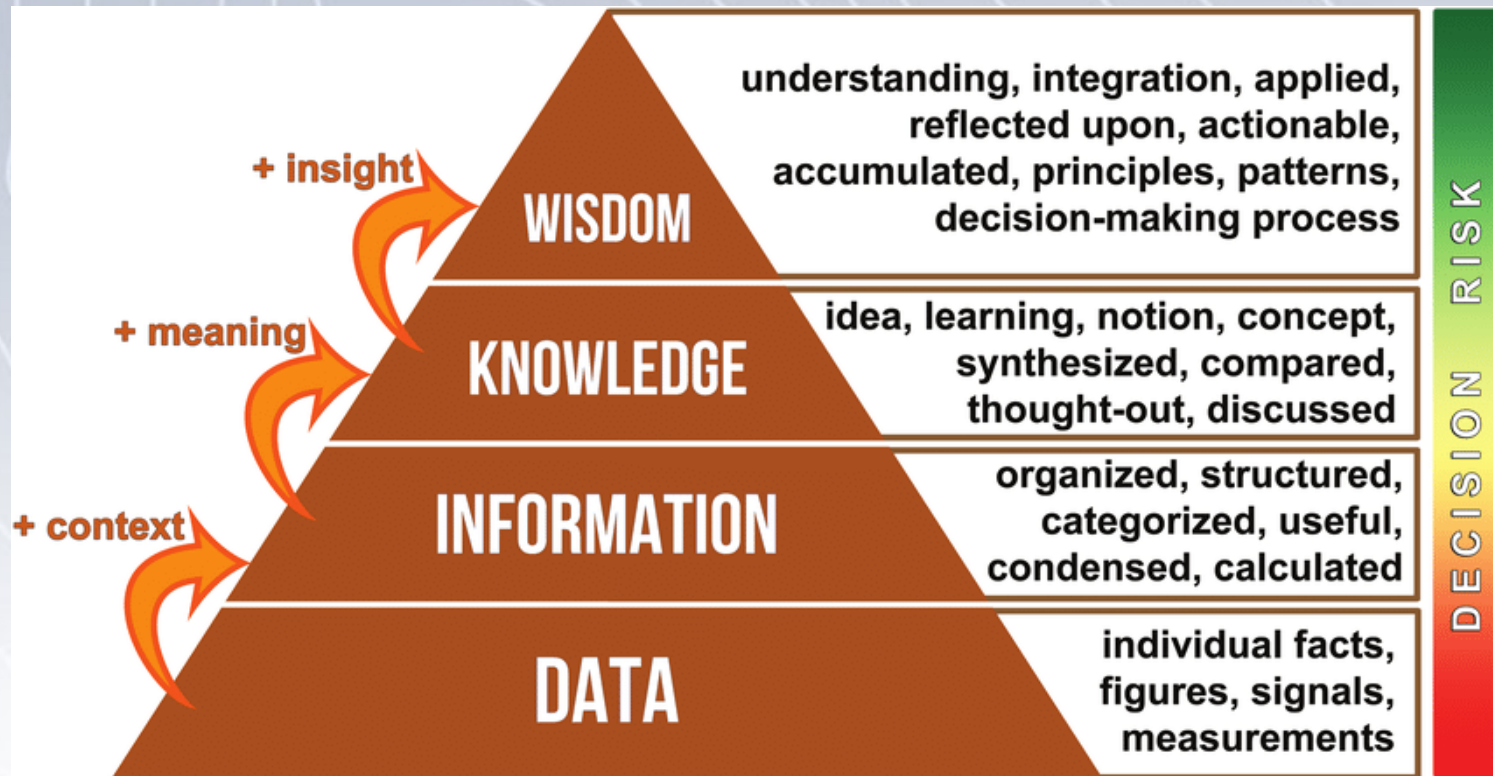 understanding, integration, applied,
reflected upon, actionable,
accumulated, principles, patterns,
decision-making process
+ insight
WISDOM
idea, learning, notion, concept,
synthesized, compared,
thought-out, discussed
+ meaning
KNOWLEDGE
organized, structured,
categorized, useful,
condensed, calculated
+ context
INFORMATION
individual facts,
figures, signals,
measurements
DATA
DECISION RISK